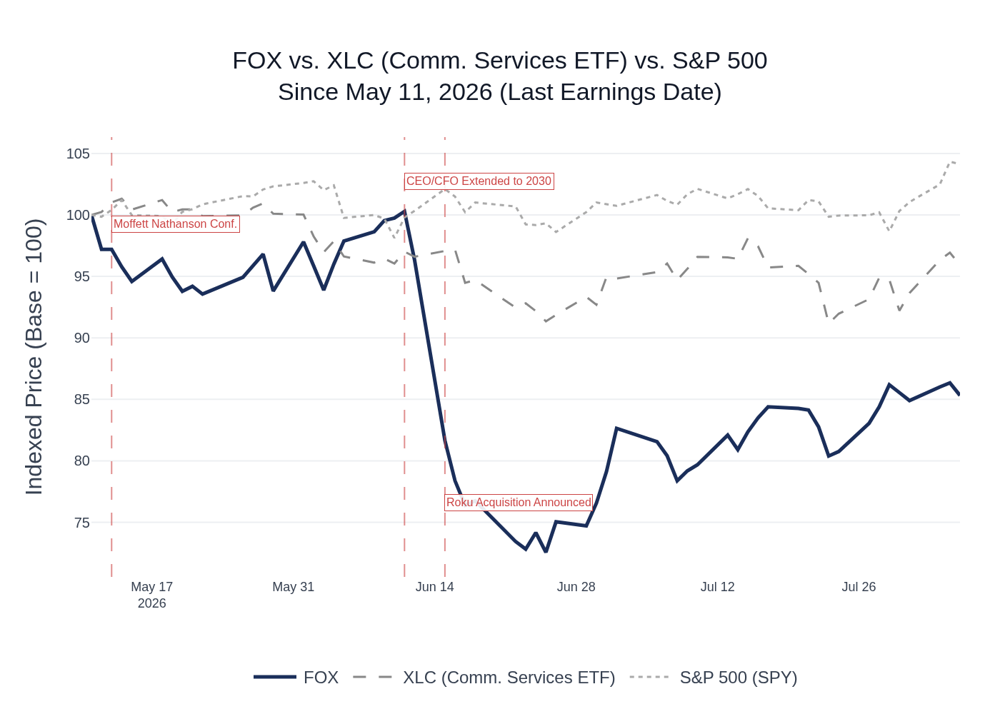 FOX vs. XLC (Comm. Services ETF) vs. S&P 500
Since May 11, 2026 (Last Earnings Date)
Indexed Price (Base = 100)
105
100
95
90
85
80
75
CEO/CFO Extended to 2030
Moffett Nathanson Conf.
Roku Acquisition Announced
May 17
2026
May 31
Jun 14
Jun 28
Jul 12
Jul 26
FOX
XLC (Comm. Services ETF)
S&P 500 (SPY)